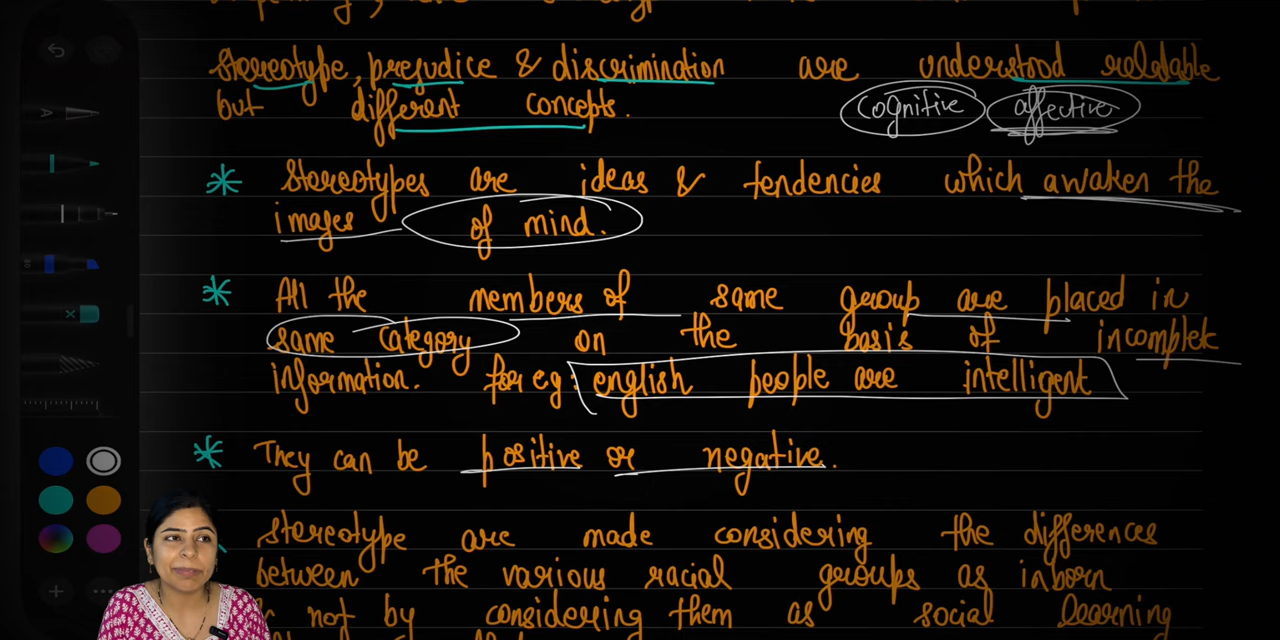 stereotype, prejudice & discrimination are understood relatable
but different concepts. cognitive affective
* Stereotypes are ideas & tendencies which awaken the
images of mind.
* All the members of same group are placed in
same category on the basis of incomplete
information. for eg: english people are intelligent
* They can be positive or negative.
stereotype are made considering the differences
between the various racial groups as inborn
not by considering them as social learning